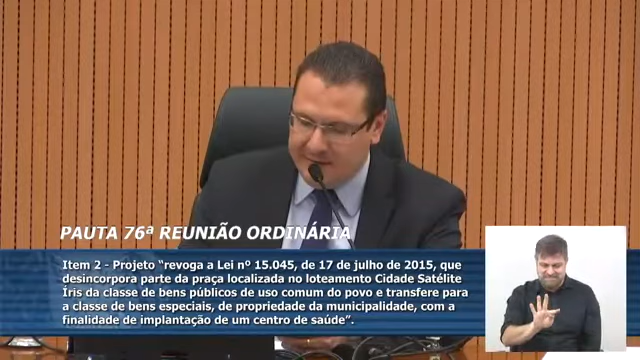 PAUTA 76ª REUNIÃO ORDINÁRIA
Item 2 - Projeto “revoga a Lei nº 15.045, de 17 de julho de 2015, que
desincorpora parte da praça localizada no loteamento Cidade Satélite
Íris da classe de bens públicos de uso comum do povo e transfere para
a classe de bens especiais, de propriedade da municipalidade, com a
finalidade de implantação de um centro de saúde”.